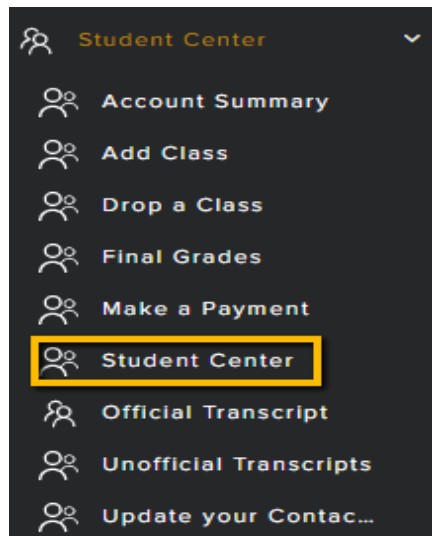 Student Center
Account Summary
Add Class
Drop a Class
Final Grades
Make a Payment
Student Center
Official Transcript
Unofficial Transcripts
Update your Contac...